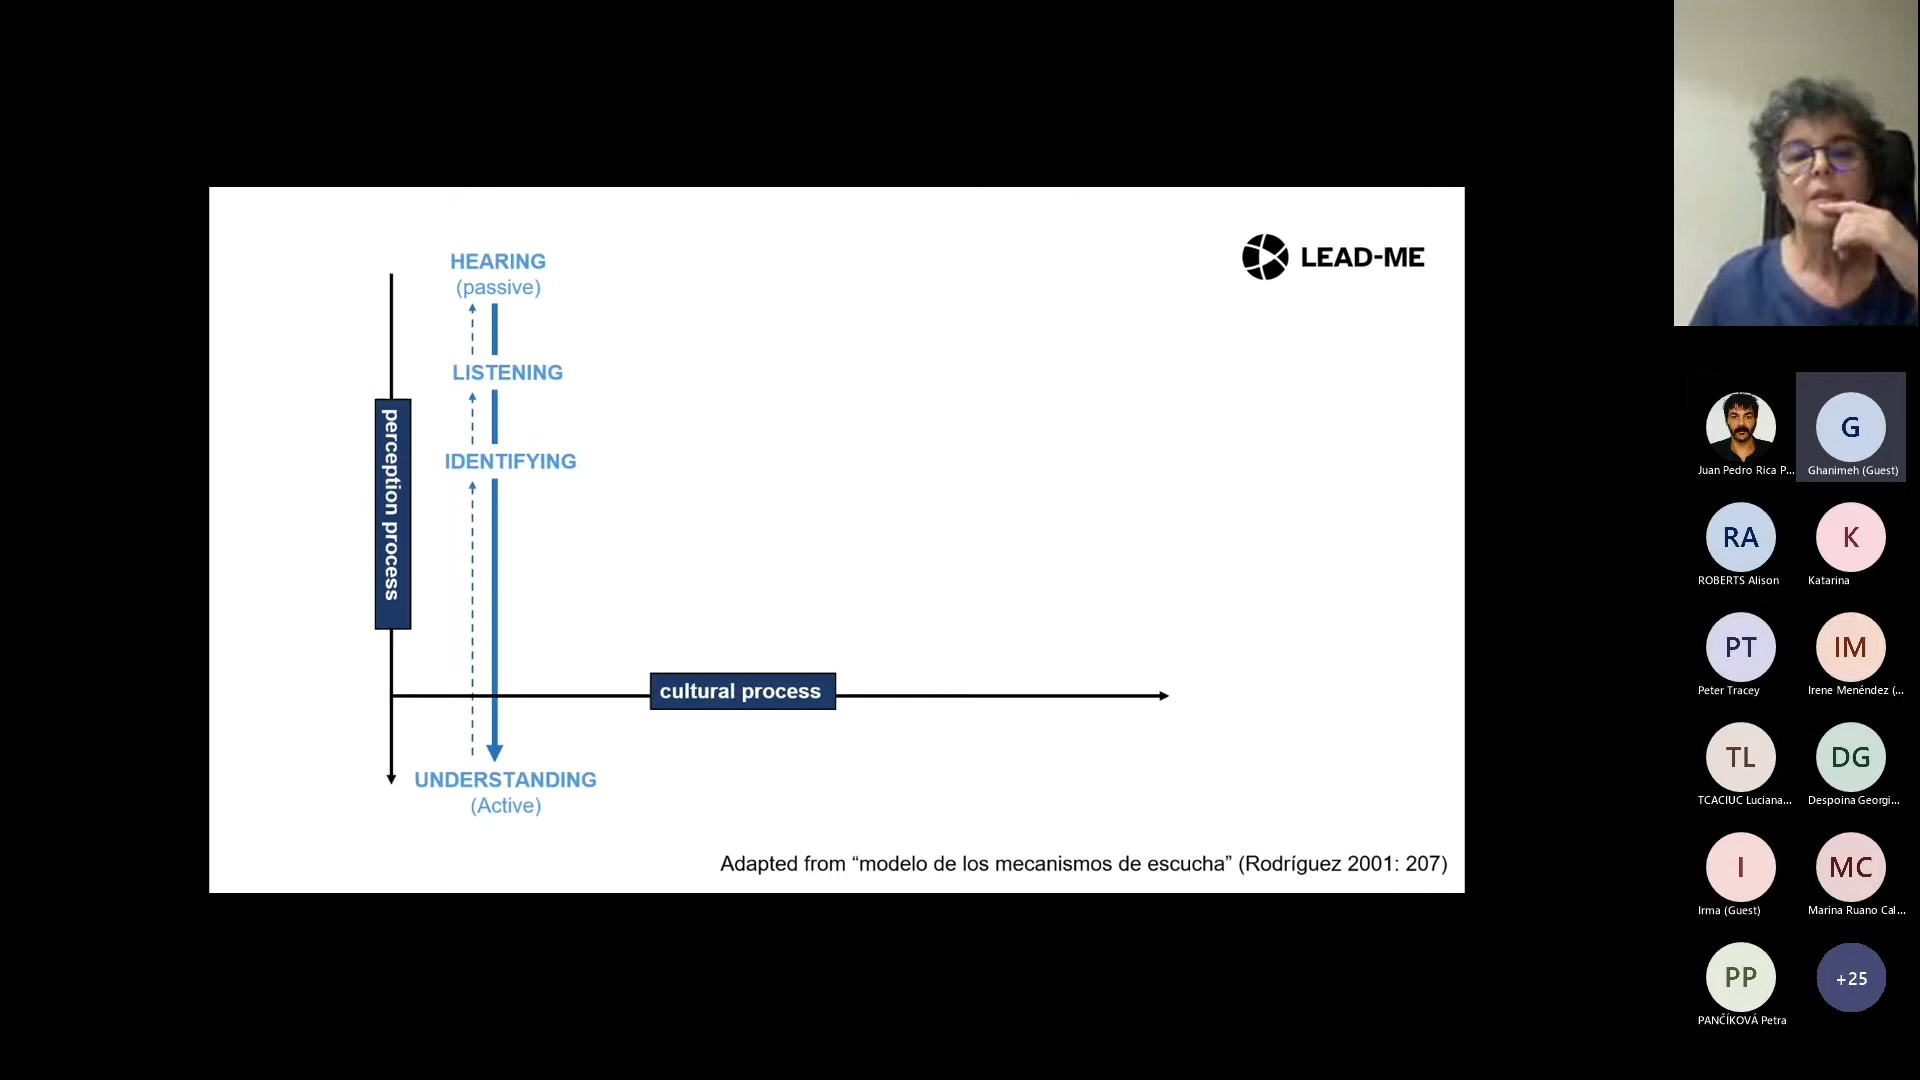 HEARING
(passive)
LISTENING
IDENTIFYING
UNDERSTANDING
(Active)
perception process
cultural process
LEAD-ME
Adapted from “modelo de los mecanismos de escucha” (Rodríguez 2001: 207)
Juan Pedro Rica P...
G
Ghanimeh (Guest)
RA
ROBERTS Alison
K
Katarina
PT
Peter Tracey
IM
Irene Menéndez (...
TL
TCACIUC Luciana...
DG
Despoina Georgi...
I
Irma (Guest)
MC
Marina Ruano Cal...
PP
PANČÍKOVÁ Petra
+25